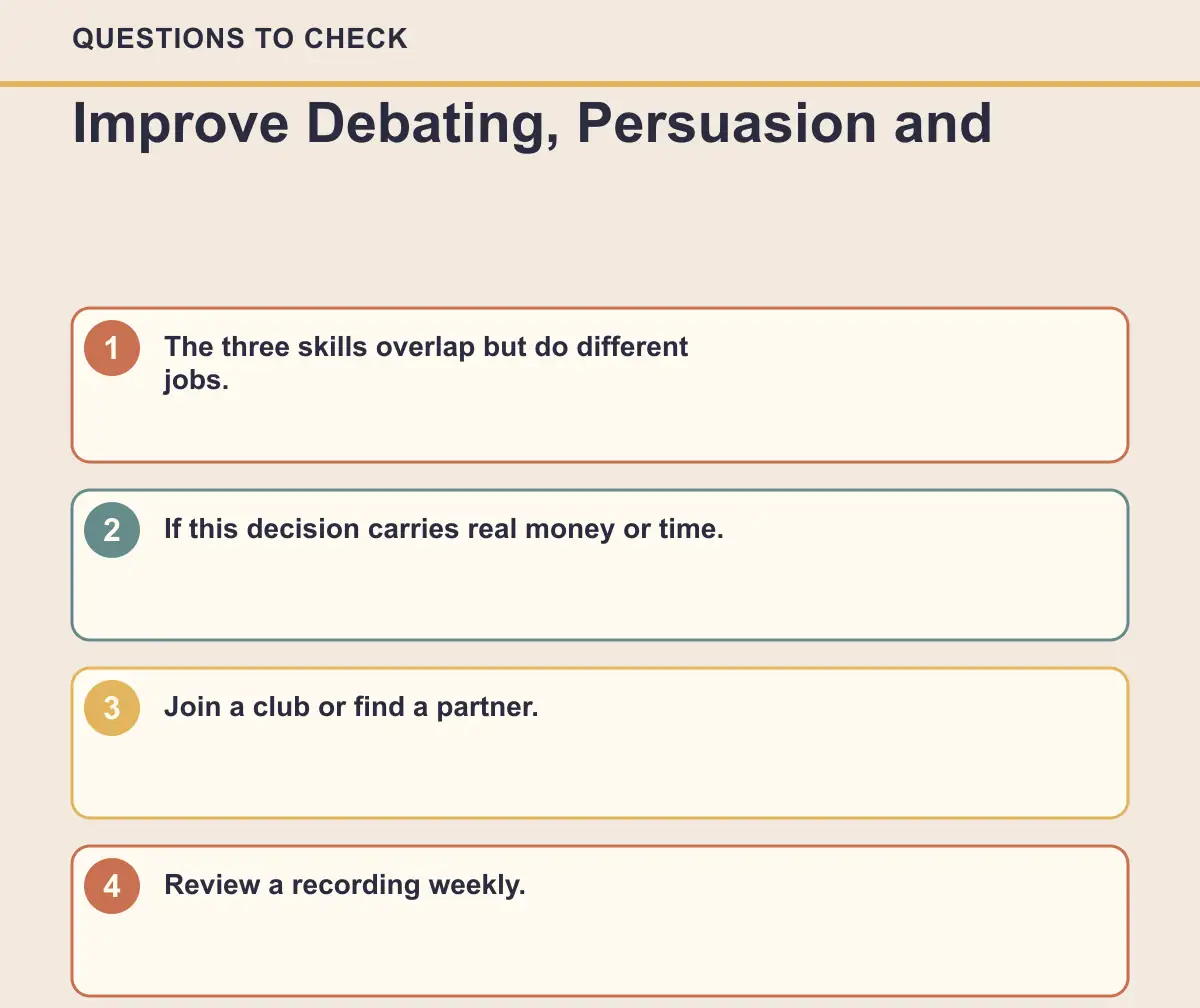 QUESTIONS TO CHECK
Improve Debating, Persuasion and
1
The three skills overlap but do different
jobs.
2
If this decision carries real money or time.
3
Join a club or find a partner.
4
Review a recording weekly.